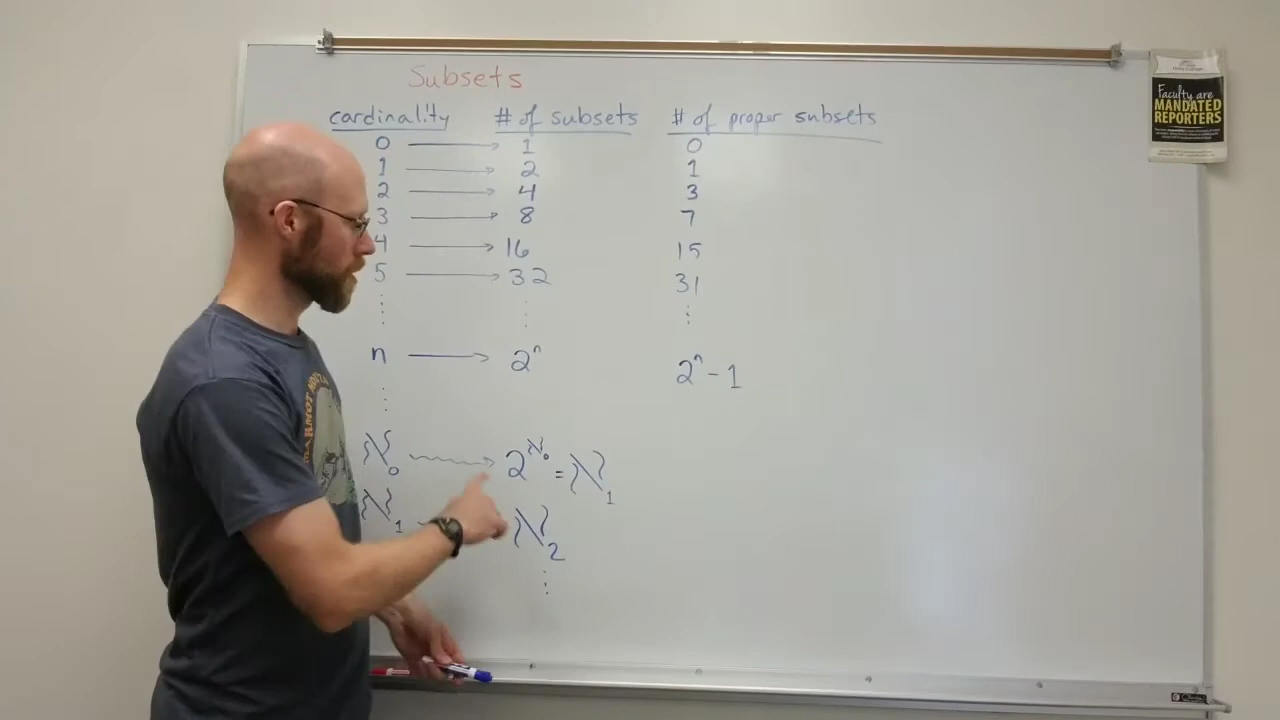 Subsets
cardinality # of subsets # of proper subsets
0 → 1 0
1 → 2 1
2 → 4 3
3 → 8 7
4 → 16 15
5 → 32 31
⋮ ⋮ ⋮
n → 2ⁿ 2ⁿ - 1
⋮
ℵ₀ → 2^ℵ₀ = ℵ₁
ℵ₁ ℵ₂
⋮
Faculty are
MANDATED
REPORTERS